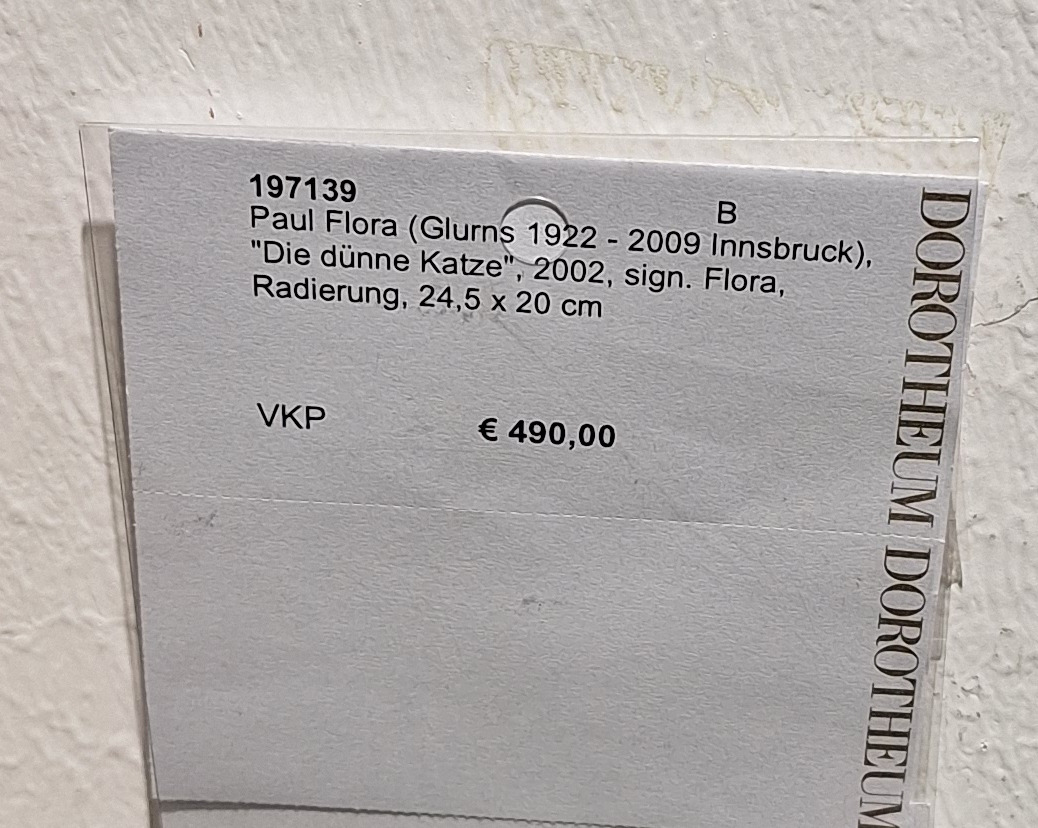 197139
B
Paul Flora (Glurns 1922 - 2009 Innsbruck),
"Die dünne Katze", 2002, sign. Flora,
Radierung, 24,5 x 20 cm
VKP € 490,00
DOROTHEUM DOROTHEUM